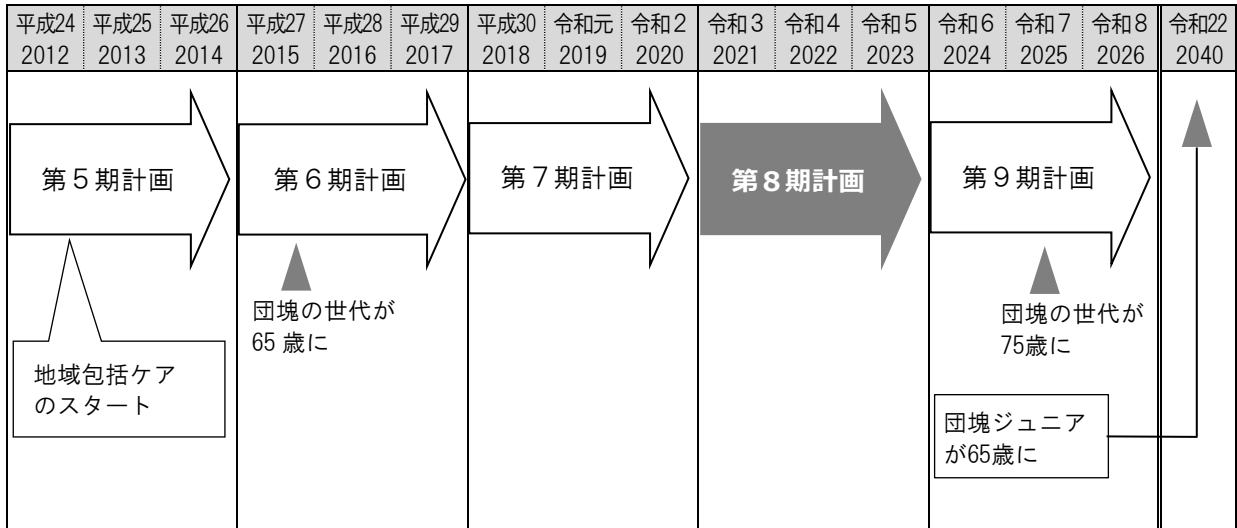 平成24 平成25 平成26 平成27 平成28 平成29 平成30 令和元 令和2 令和3 令和4 令和5 令和6 令和7 令和8 令和22
2012 2013 2014 2015 2016 2017 2018 2019 2020 2021 2022 2023 2024 2025 2026 2040
第5期計画 第6期計画 第7期計画 第8期計画 第9期計画
団塊の世代が
65歳に
団塊の世代が
75歳に
地域包括ケア
のスタート
団塊ジュニア
が65歳に